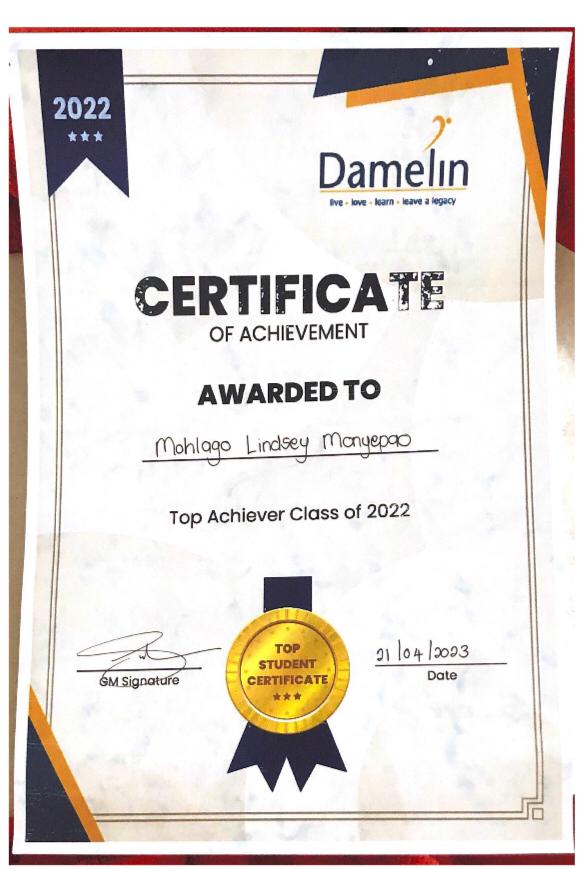 2022
Damelin
live • love • learn • leave a legacy
CERTIFICATE
OF ACHIEVEMENT
AWARDED TO
Mohlago Lindsey Monyepao
Top Achiever Class of 2022
TOP
STUDENT
CERTIFICATE
GM Signature
21/04/2023
Date